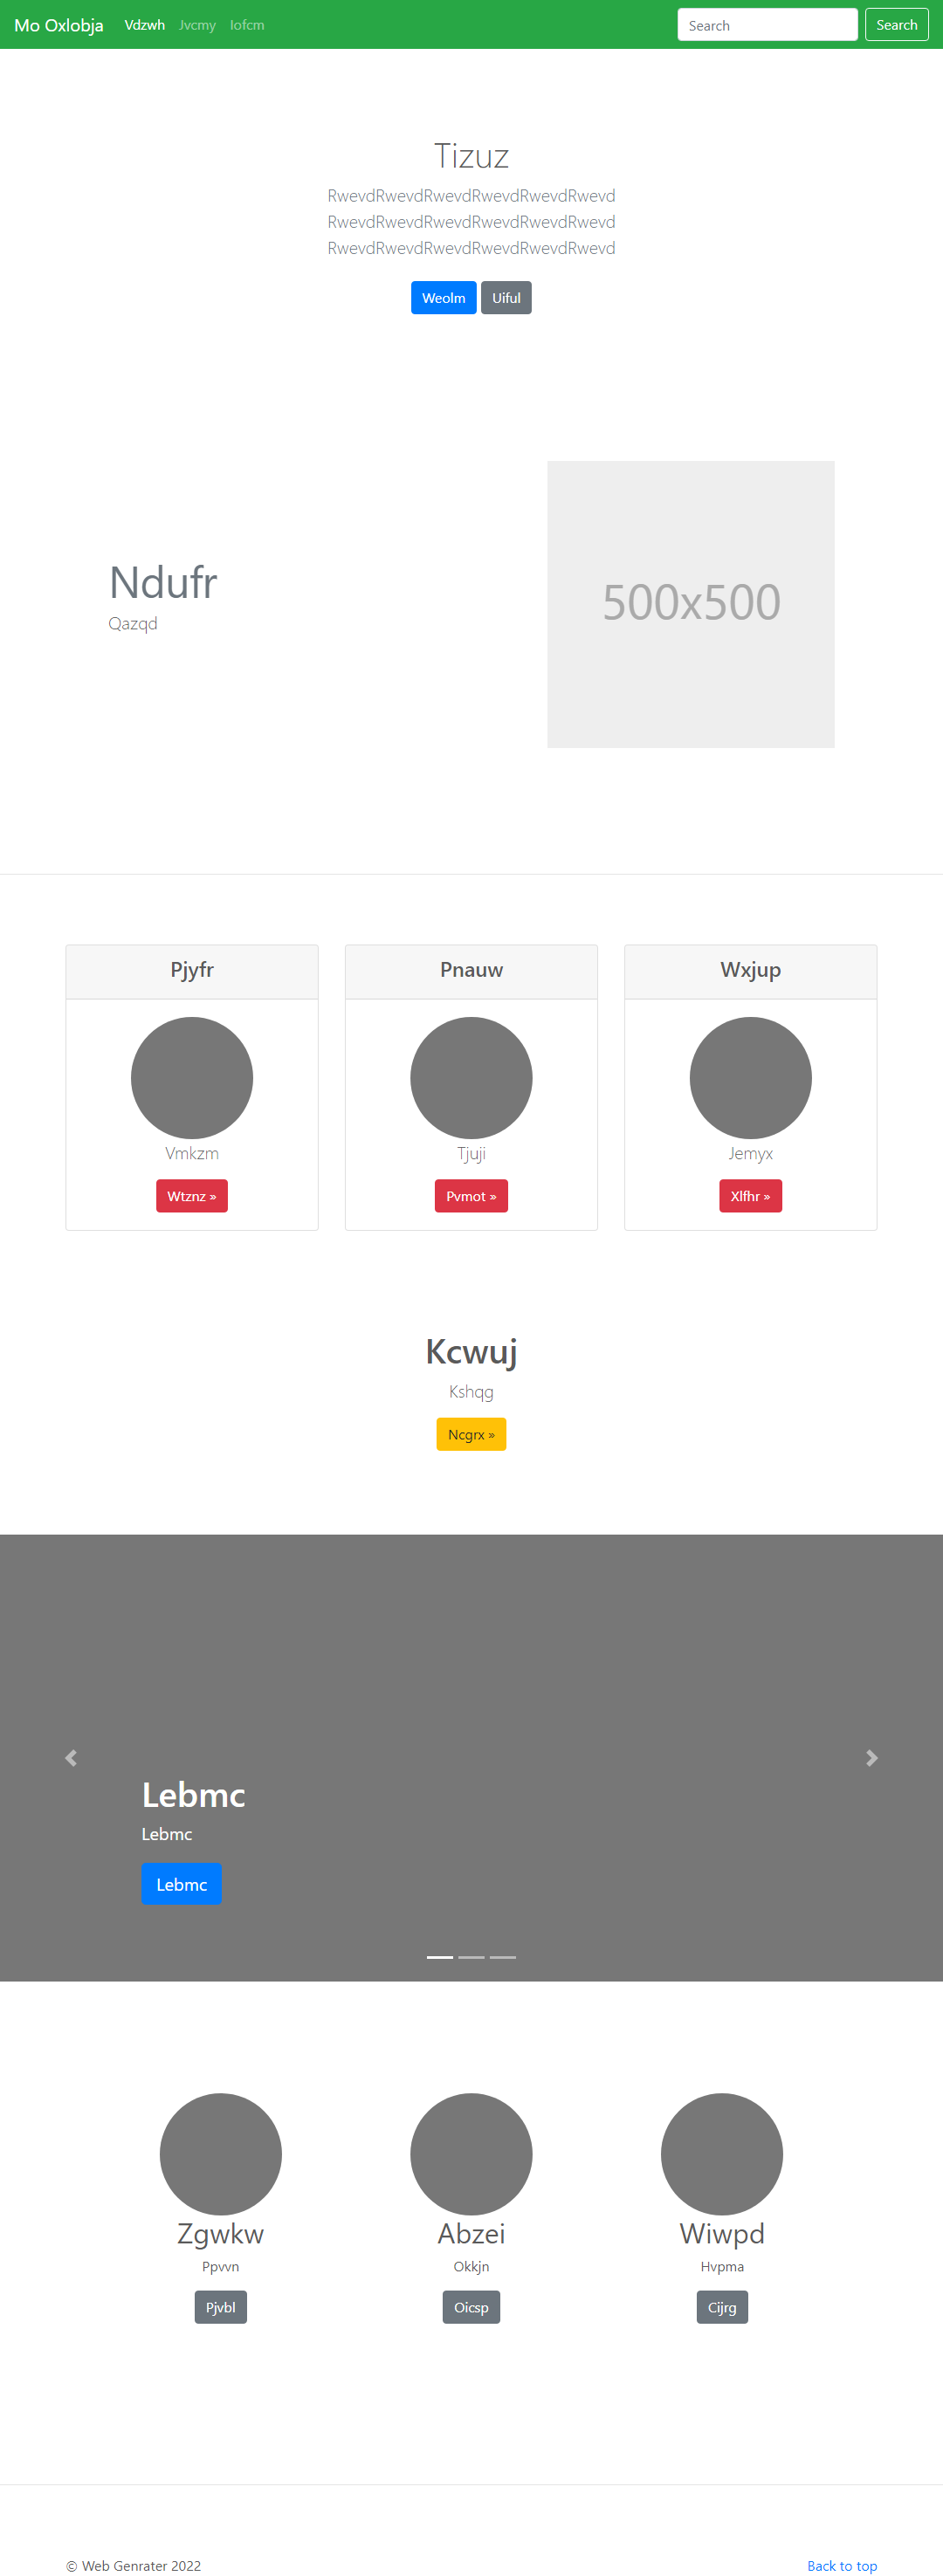 Mo Oxlobja Vdzwh Jvcmy Iofcm Search Search
Tizuz
RwevdRwevdRwevdRwevdRwevdRwevd
RwevdRwevdRwevdRwevdRwevdRwevd
RwevdRwevdRwevdRwevdRwevdRwevd
Weolm Uiful
Ndufr
Qazqd
500x500
Pjyfr Pnauw Wxjup
Vmkzm Tjuji Jemyx
Wtznz » Pvmot » Xlfhr »
Kcwuj
Kshqg
Ncgrx »
Lebmc
Lebmc
Lebmc
Zgwkw Abzei Wiwpd
Ppvvn Okkjn Hvpma
Pjvbl Oicsp Cijrg
© Web Genrater 2022 Back to top